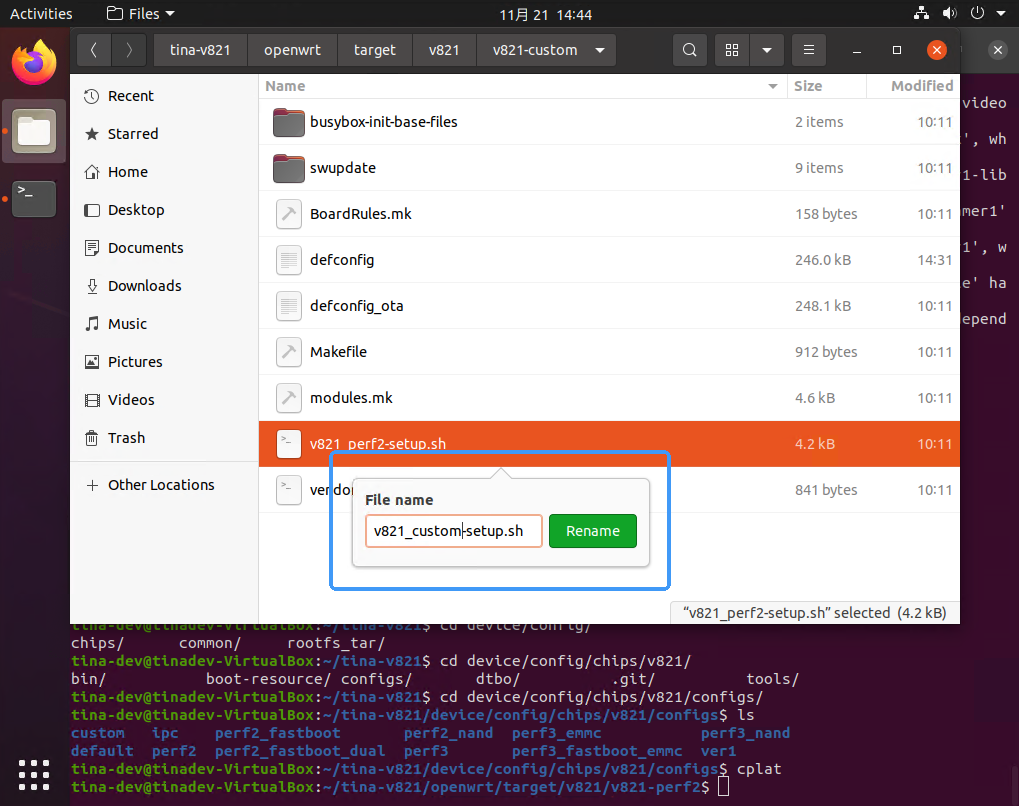 Activities Files 11月 21 14:44
tina-v821 openwrt target v821 v821-custom
Name Size Modified
Recent
Starred
Home
Desktop
Documents
Downloads
Music
Pictures
Videos
Trash
Other Locations
busybox-init-base-files 2 items 10:11
swupdate 9 items 10:11
BoardRules.mk 158 bytes 10:11
defconfig 246.0 kB 14:31
defconfig_ota 248.1 kB 10:11
Makefile 912 bytes 10:11
modules.mk 4.6 kB 10:11
v821_perf2-setup.sh 4.2 kB 10:11
841 bytes 10:11
File name
v821_custom-setup.sh Rename
“v821_perf2-setup.sh” selected (4.2 kB)
video
', wh
1-lib
mer1'
1', w
e' ha
depend
tina-dev@tinadev-VirtualBox:~/tina-v821$ cd device/config/
chips/ common/ rootfs_tar/
tina-dev@tinadev-VirtualBox:~/tina-v821$ cd device/config/chips/v821/
bin/ boot-resource/ configs/ dtbo/ .git/ tools/
tina-dev@tinadev-VirtualBox:~/tina-v821$ cd device/config/chips/v821/configs/
tina-dev@tinadev-VirtualBox:~/tina-v821/device/config/chips/v821/configs$ ls
custom ipc perf2_fastboot perf2_nand perf3_emmc perf3_nand
default perf2 perf2_fastboot_dual perf3 perf3_fastboot_emmc ver1
tina-dev@tinadev-VirtualBox:~/tina-v821/device/config/chips/v821/configs$ cplat
tina-dev@tinadev-VirtualBox:~/tina-v821/openwrt/target/v821/v821-perf2$